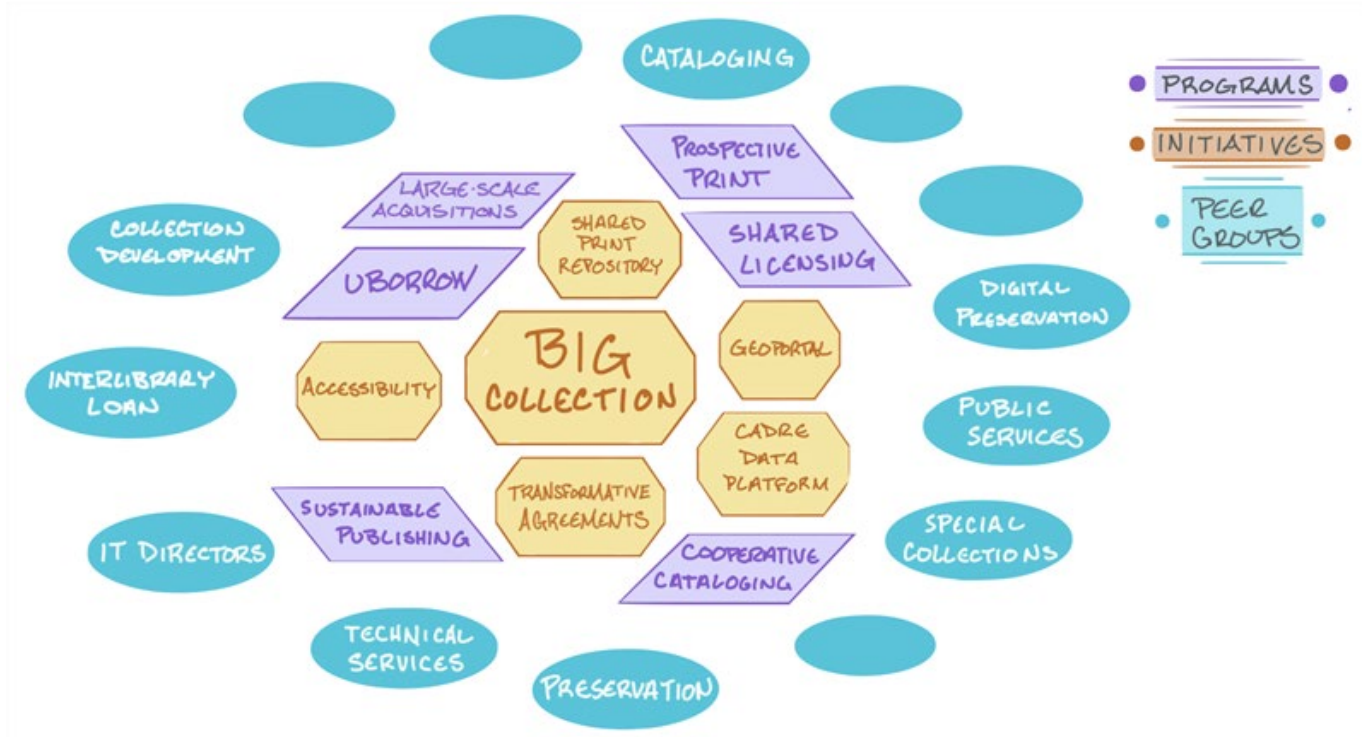 CATALOGING
PROGRAMS
INITIATIVES
PEER
GROUPS
PROSPECTIVE
PRINT
LARGE-SCALE
ACQUISITIONS
SHARED
PRINT
REPOSITORY
SHARED
LICENSING
COLLECTION
DEVELOPMENT
UBORROW
DIGITAL
PRESERVATION
BIG
COLLECTION
GEOPORTAL
ACCESSIBILITY
INTERLIBRARY
LOAN
PUBLIC
SERVICES
CADRE
DATA
PLATFORM
TRANSFORMATIVE
AGREEMENTS
SUSTAINABLE
PUBLISHING
SPECIAL
COLLECTIONS
IT DIRECTORS
COOPERATIVE
CATALOGING
TECHNICAL
SERVICES
PRESERVATION